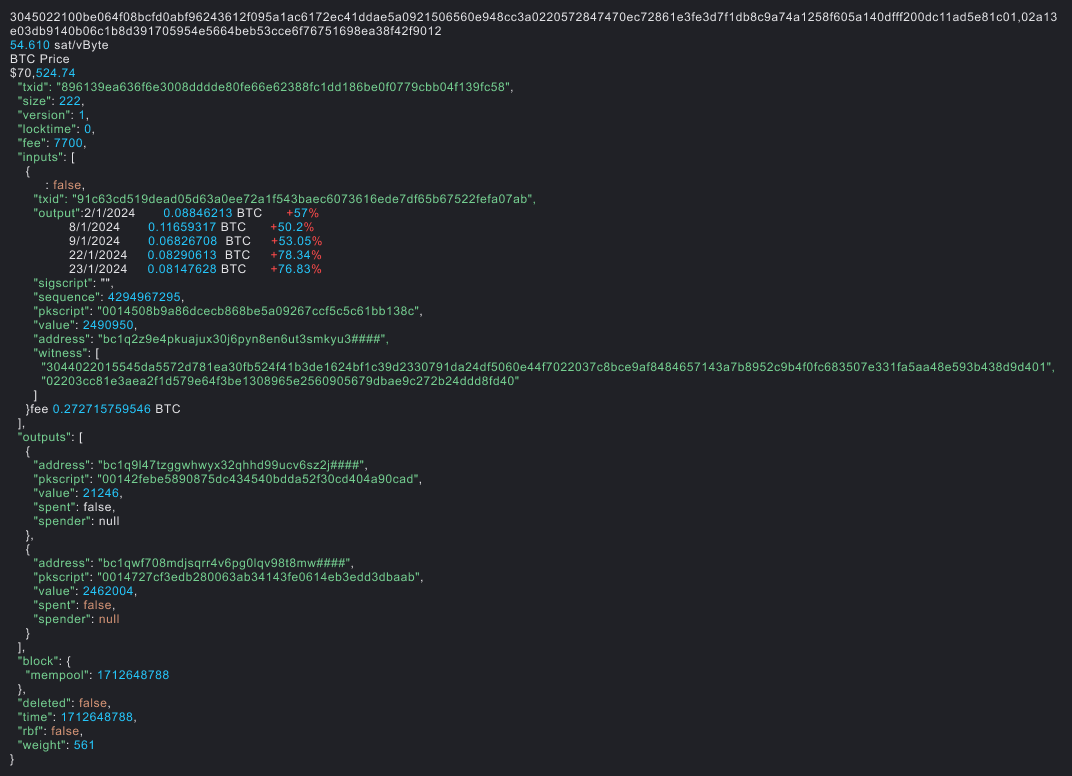 3045022100be064f08bcfd0abf96243612f095a1ac6172ec41ddae5a0921506560e948cc3a0220572847470ec72861e3fe3d7f1db8c9a74a1258f605a140dfff200dc11ad5e81c01,02a13
e03db9140b06c1b8d391705954e5664beb53cce6f76751698ea38f42f9012
54.610 sat/vByte
BTC Price
$70,524.74
"txid": "896139ea636f6e3008dddde80fe66e62388fc1dd186be0f0779cbb04f139fc58",
"size": 222,
"version": 1,
"locktime": 0,
"fee": 7700,
"inputs": [
{
: false,
"txid": "91c63cd519dead05d63a0ee72a1f543baec6073616ede7df65b67522fefa07ab",
"output":2/1/2024 0.08846213 BTC +57%
8/1/2024 0.11659317 BTC +50.2%
9/1/2024 0.06826708 BTC +53.05%
22/1/2024 0.08290613 BTC +78.34%
23/1/2024 0.08147628 BTC +76.83%
"sigscript": "",
"sequence": 4294967295,
"pkscript": "0014508b9a86dcecb868be5a09267ccf5c5c61bb138c",
"value": 2490950,
"address": "bc1q2z9e4pkuajux30j6pyn8en6ut3smkyu3####",
"witness": [
"3044022015545da5572d781ea30fb524f41b3de1624bf1c39d2330791da24df5060e44f7022037c8bce9af8484657143a7b8952c9b4f0fc683507e331fa5aa48e593b438d9d401",
"02203cc81e3aea2f1d579e64f3be1308965e2560905679dbae9c272b24ddd8fd40"
]
}fee 0.272715759546 BTC
],
"outputs": [
{
"address": "bc1q9l47tzggwhwyx32qhhd99ucv6sz2j####",
"pkscript": "00142febe5890875dc434540bdda52f30cd404a90cad",
"value": 21246,
"spent": false,
"spender": null
},
{
"address": "bc1qwf708mdjsqrr4v6pg0lqv98t8mw####",
"pkscript": "0014727cf3edb280063ab34143fe0614eb3edd3dbaab",
"value": 2462004,
"spent": false,
"spender": null
}
],
"block": {
"mempool": 1712648788
},
"deleted": false,
"time": 1712648788,
"rbf": false,
"weight": 561
}